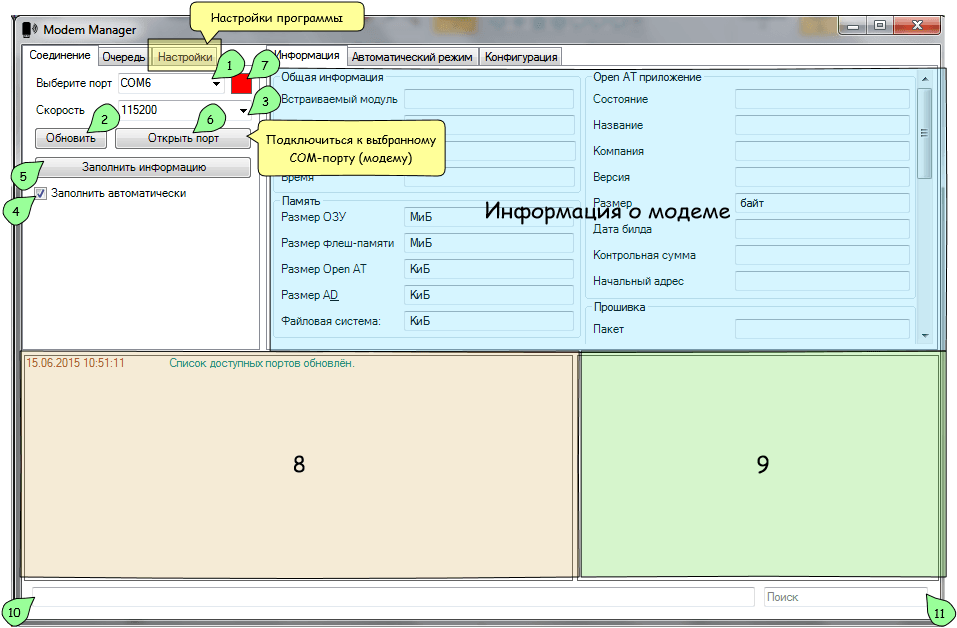 Настройки программы
Modem Manager
Соединение
Очередь
Настройки
Информация
Автоматический режим
Конфигурация
1
7
Выберите порт
COM6
Скорость
115200
3
2
6
Обновить
Открыть порт
Подключиться к выбранному
COM-порту (модему)
5
Заполнить информацию
4
Заполнить автоматически
Общая информация
Встраиваемый модуль
Время
Память
Размер ОЗУ
МиБ
Размер флеш-памяти
МиБ
Размер Open AT
КиБ
Размер AD
КиБ
Файловая система:
КиБ
Информация о модеме
Open AT приложение
Состояние
Название
Компания
Версия
Размер
байт
Дата билда
Контрольная сумма
Начальный адрес
Прошивка
Пакет
15.06.2015 10:51:11
Список доступных портов обновлён.
8
9
10
Поиск
11